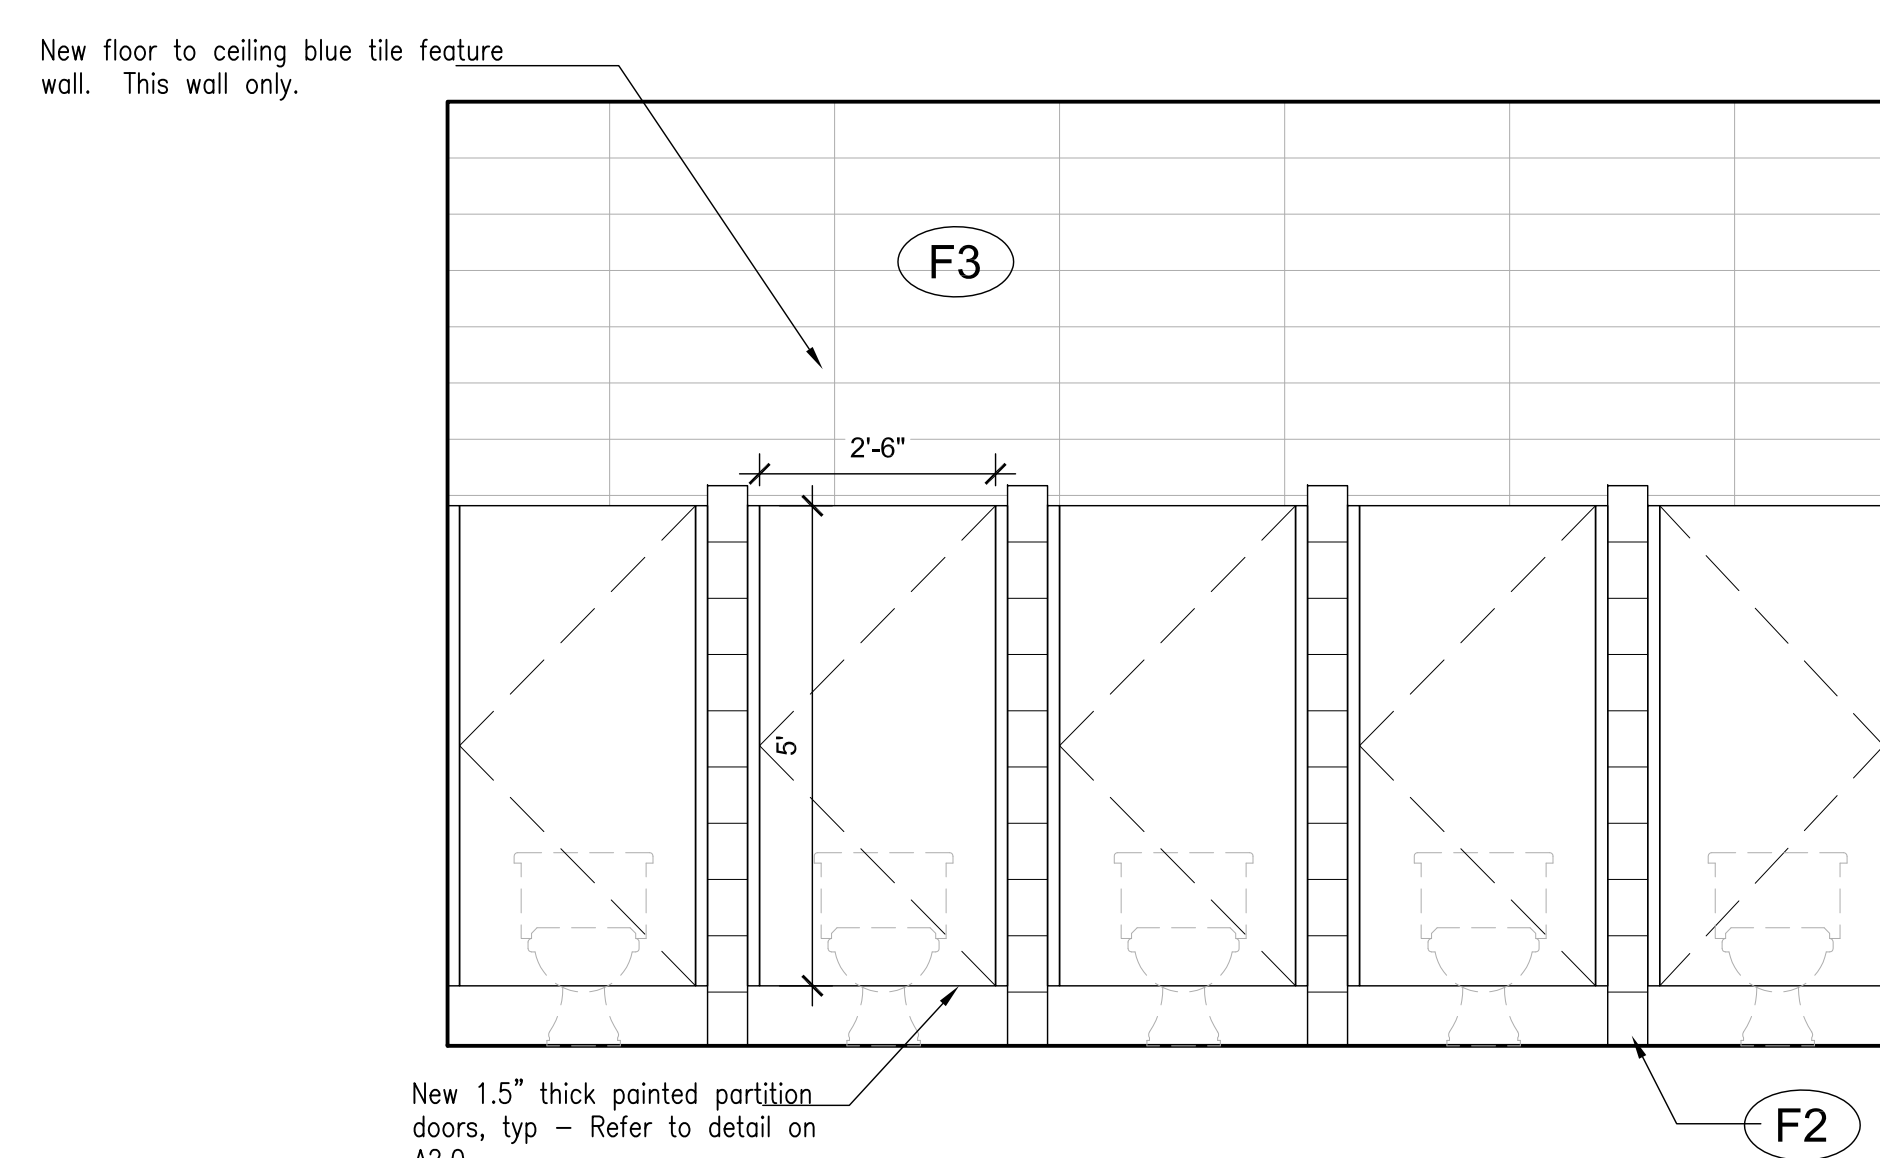 New floor to ceiling blue tile feature
wall. This wall only.
F3
2'-6"
5'
New 1.5” thick painted partition
doors, typ – Refer to detail on
F2